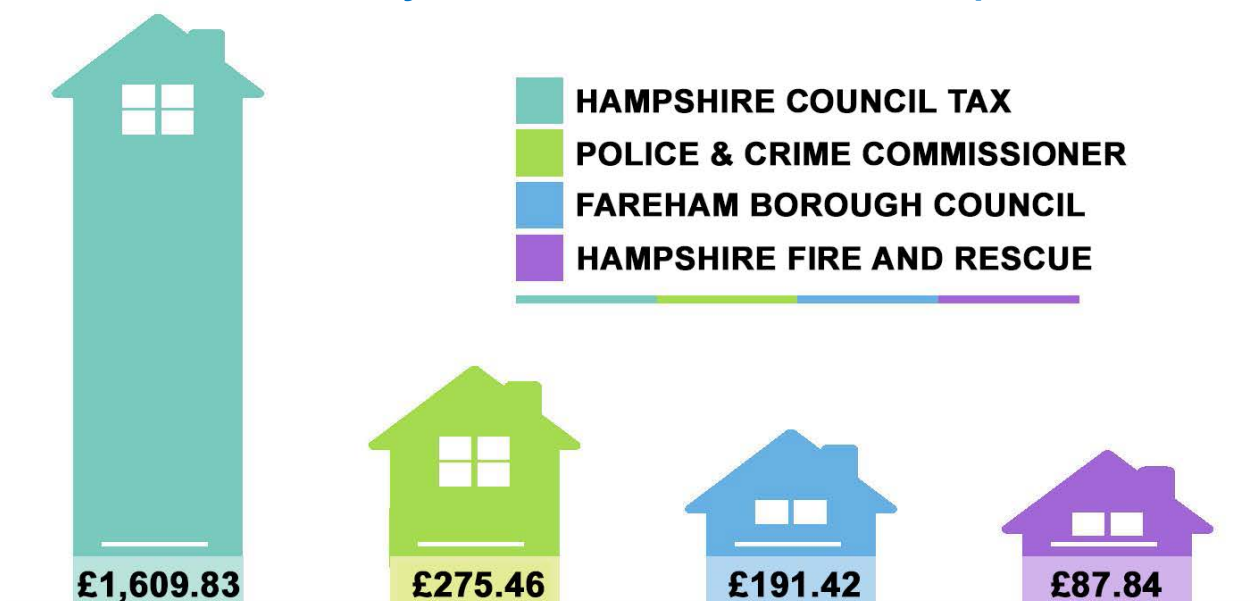 HAMPSHIRE COUNCIL TAX
POLICE & CRIME COMMISSIONER
FAREHAM BOROUGH COUNCIL
HAMPSHIRE FIRE AND RESCUE
£1,609.83 £275.46 £191.42 £87.84